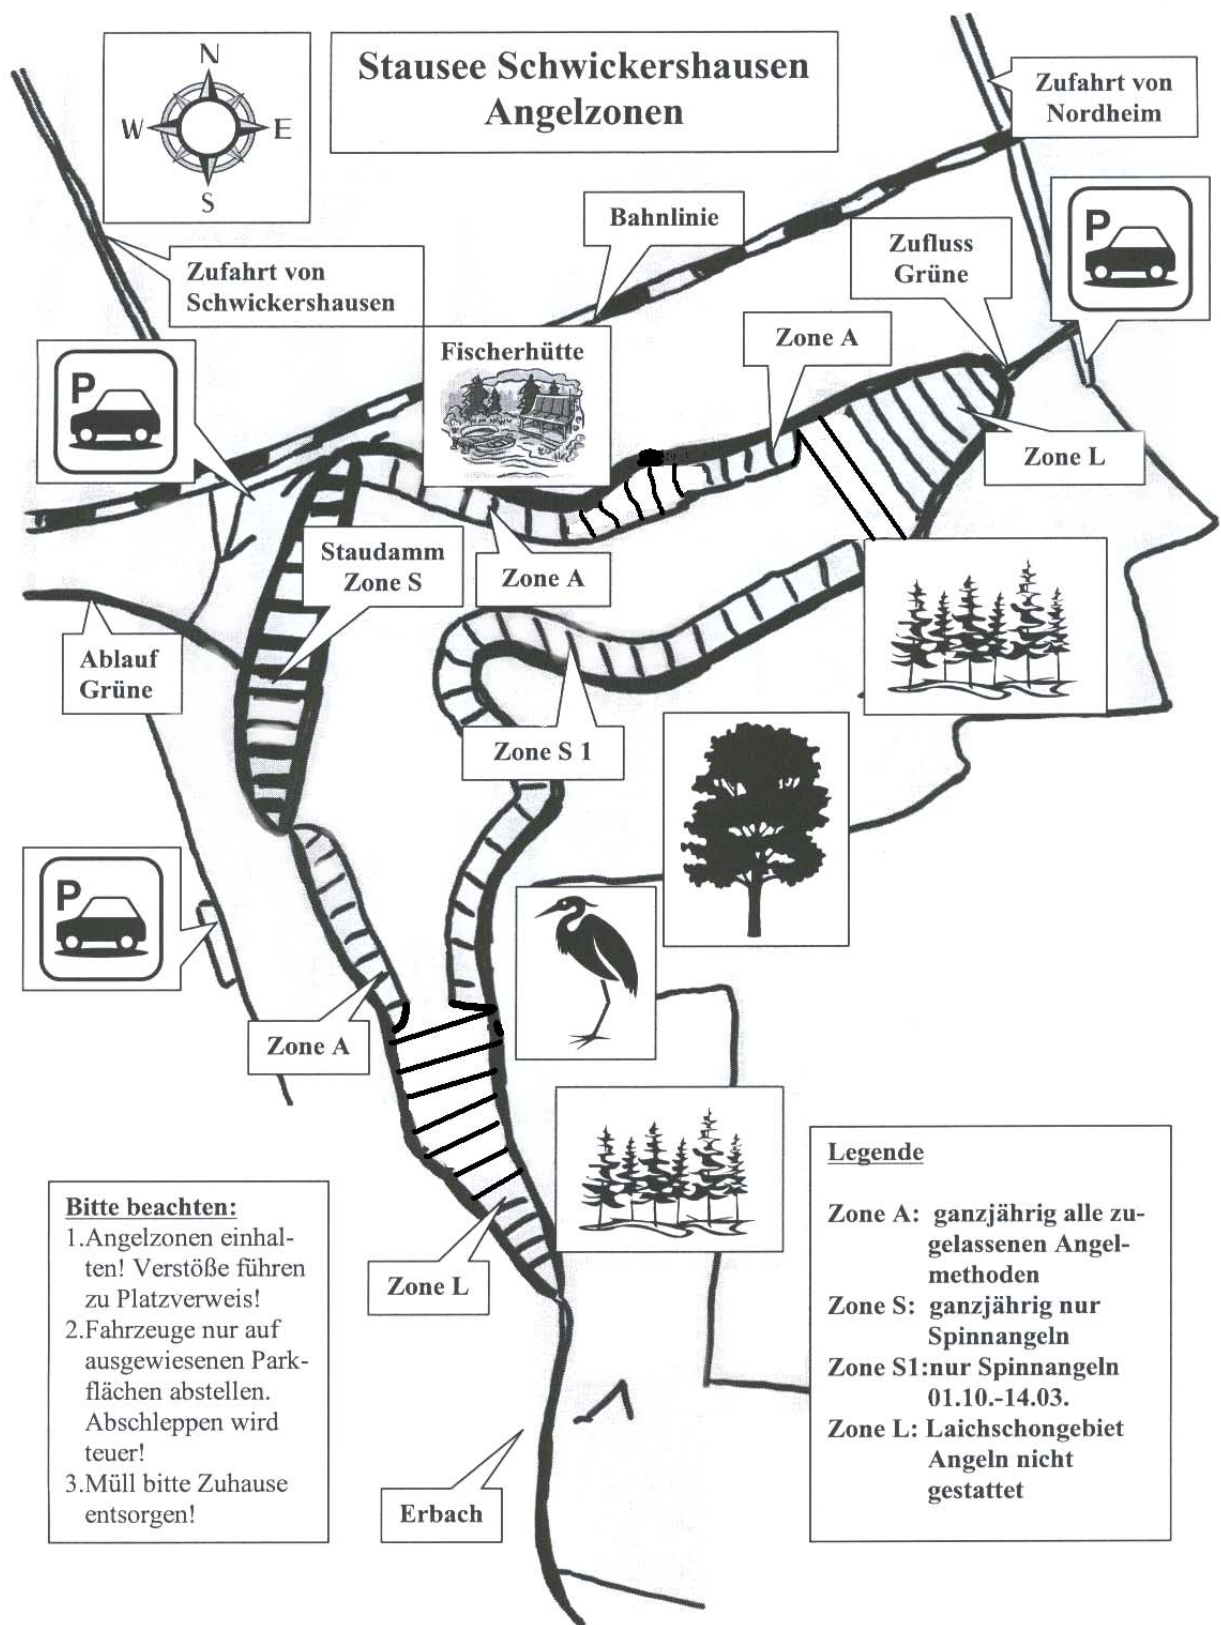 Stausee Schwickershausen
Angelzonen
N
W
E
S
Zufahrt von
Nordheim
Bahnlinie
Zufluss
Grüne
P
Zufahrt von
Schwickershausen
Zone A
Fischerhütte
P
Zone L
Staudamm
Zone S
Zone A
Ablauf
Grüne
Zone S 1
P
Zone A
Legende
Zone A: ganzjährig alle zu-
gelassenen Angel-
methoden
Zone S: ganzjährig nur
Spinnangeln
Zone S1:nur Spinnangeln
01.10.-14.03.
Zone L: Laichschongebiet
Angeln nicht
gestattet
Bitte beachten:
1.Angelzonen einhal-
ten! Verstöße führen
zu Platzverweis!
2.Fahrzeuge nur auf
ausgewiesenen Park-
flächen abstellen.
Abschleppen wird
teuer!
3.Müll bitte Zuhause
entsorgen!
Zone L
Erbach